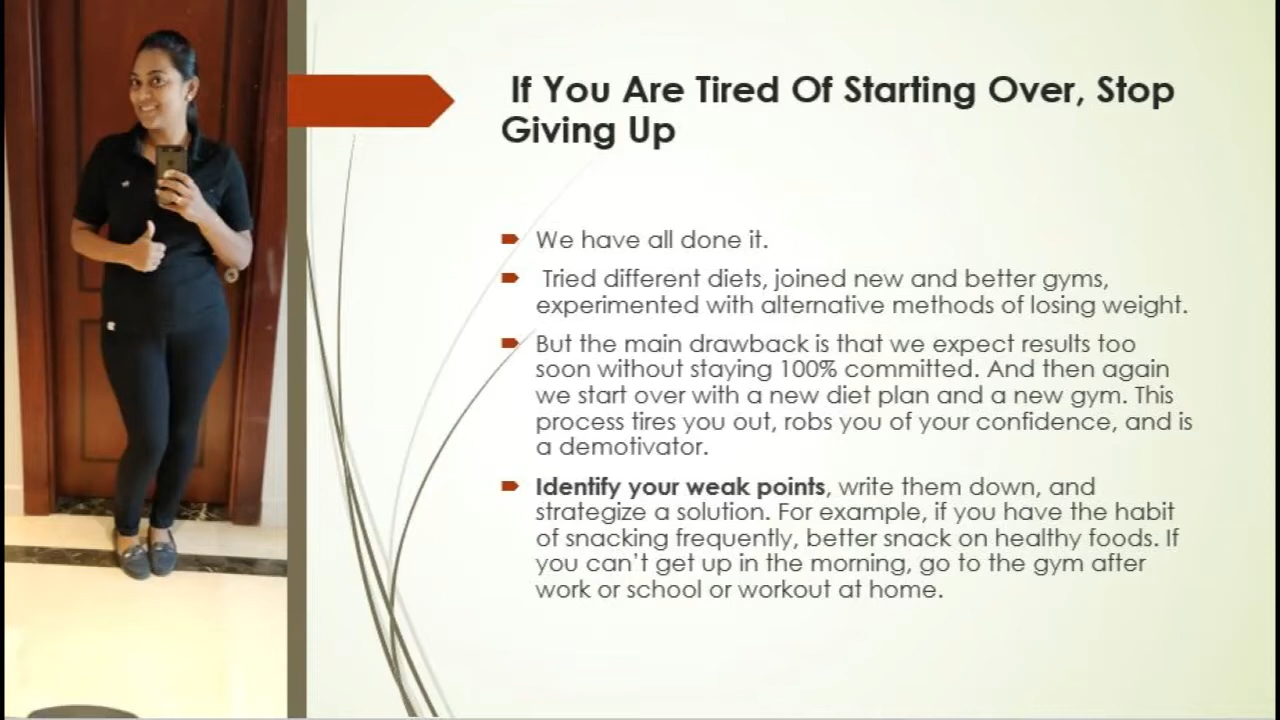 If You Are Tired Of Starting Over, Stop
Giving Up
We have all done it.
Tried different diets, joined new and better gyms,
experimented with alternative methods of losing weight.
But the main drawback is that we expect results too
soon without staying 100% committed. And then again
we start over with a new diet plan and a new gym. This
process tires you out, robs you of your confidence, and is
a demotivator.
Identify your weak points, write them down, and
strategize a solution. For example, if you have the habit
of snacking frequently, better snack on healthy foods. If
you can’t get up in the morning, go to the gym after
work or school or workout at home.